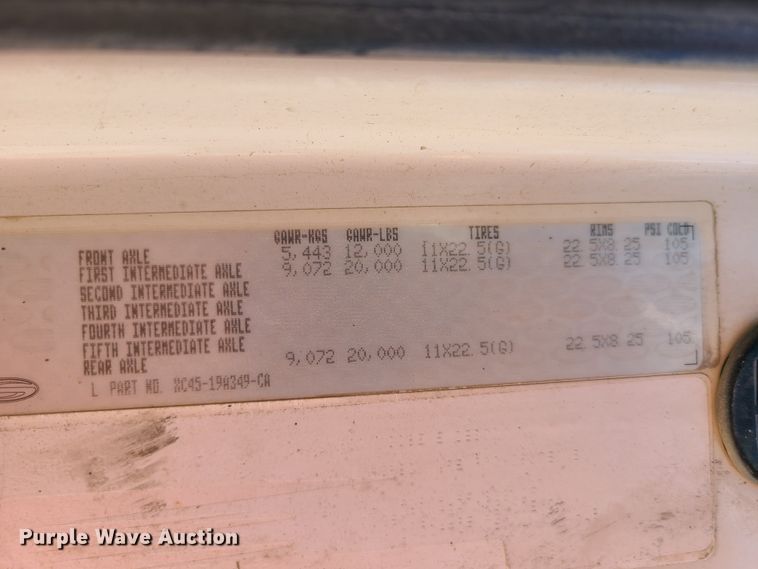 GAWR-KGS GAWR-LBS TIRES RIMS PSI COLD
FRONT AXLE 5,443 12,000 11X22.5(G) 22.5X8.25 105
FIRST INTERMEDIATE AXLE 9,072 20,000 11X22.5(G) 22.5X8.25 105
SECOND INTERMEDIATE AXLE
THIRD INTERMEDIATE AXLE
FOURTH INTERMEDIATE AXLE
FIFTH INTERMEDIATE AXLE
REAR AXLE 9,072 20,000 11X22.5(G) 22.5X8.25 105
L PART NO. XC45-19A349-CA
Purple Wave Auction